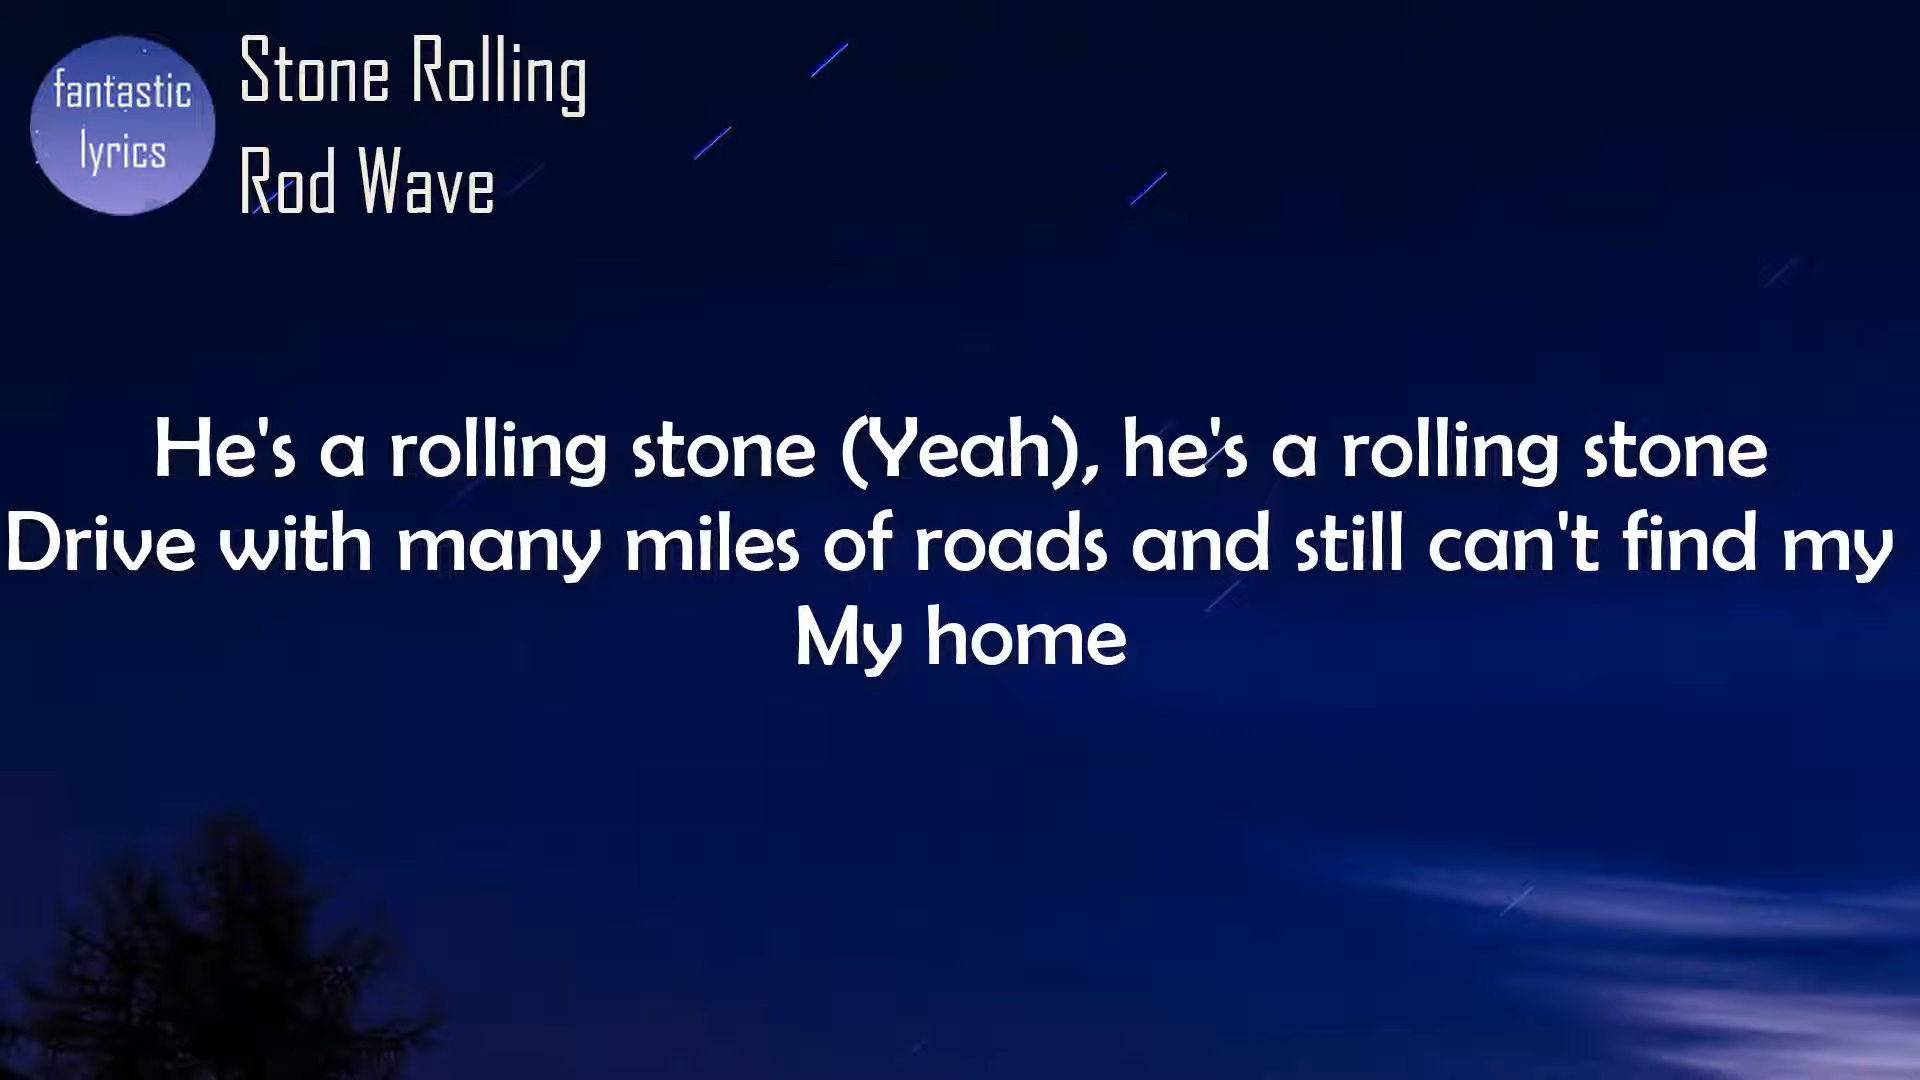 fantastic
lyrics
Stone Rolling
Rod Wave
He's a rolling stone (Yeah), he's a rolling stone
Drive with many miles of roads and still can't find my
My home